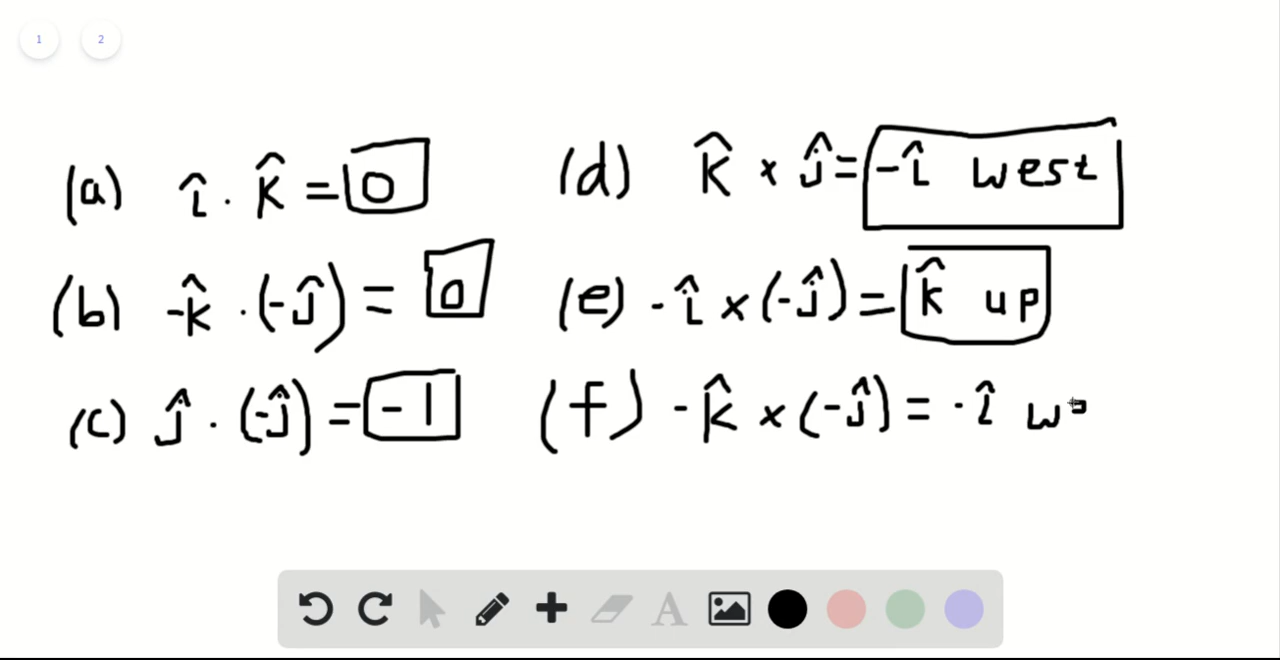 1 2
(a) î · k̂ = 0
(b) -k̂ · (-ĵ) = 0
(c) ĵ · (-ĵ) = -1
(d) k̂ × ĵ = -î west
(e) -î × (-ĵ) = k̂ up
(f) -k̂ × (-ĵ) = -î w
A